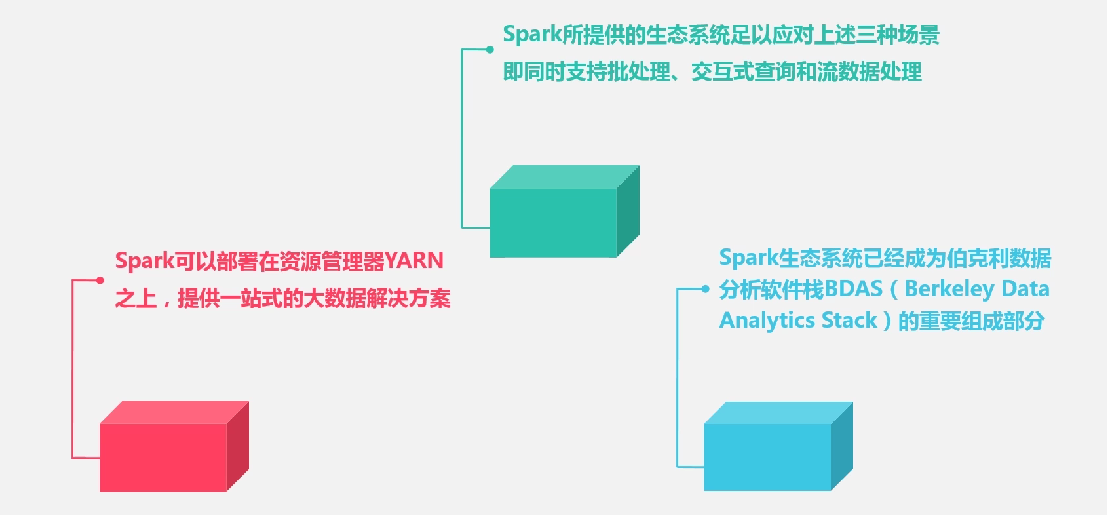 Spark所提供的生态系统足以应对上述三种场景
即同时支持批处理、交互式查询和流数据处理
Spark可以部署在资源管理器YARN
之上，提供一站式的大数据解决方案
Spark生态系统已经成为伯克利数据
分析软件栈BDAS（Berkeley Data
Analytics Stack）的重要组成部分